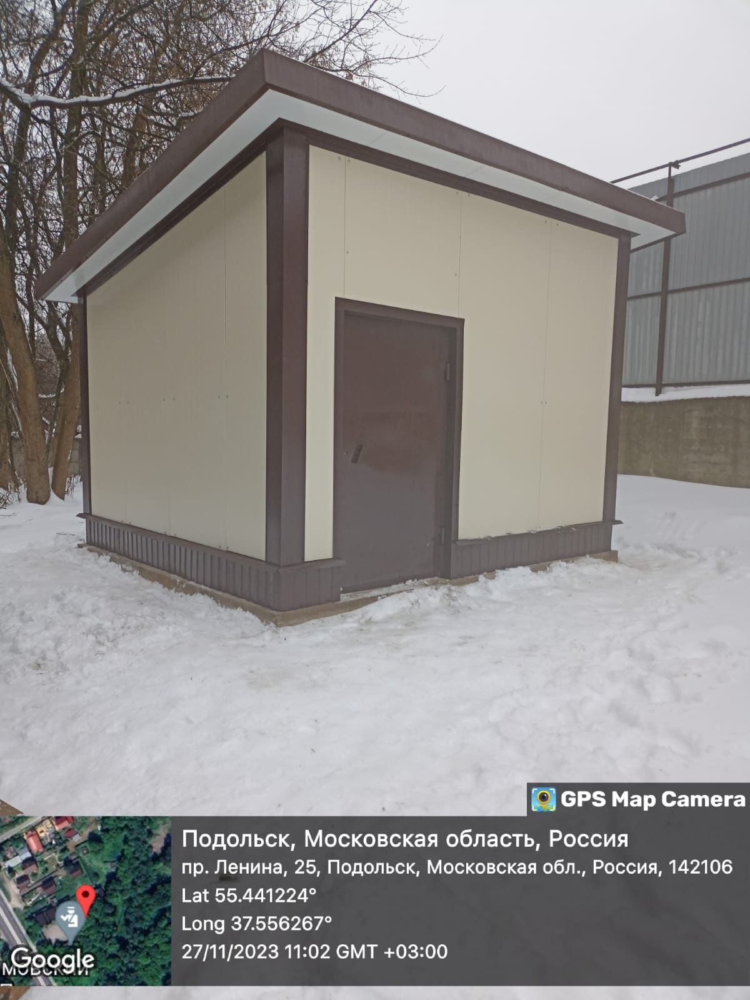 GPS Map Camera
Подольск, Московская область, Россия
пр. Ленина, 25, Подольск, Московская обл., Россия, 142106
Lat 55.441224°
Long 37.556267°
27/11/2023 11:02 GMT +03:00
Google